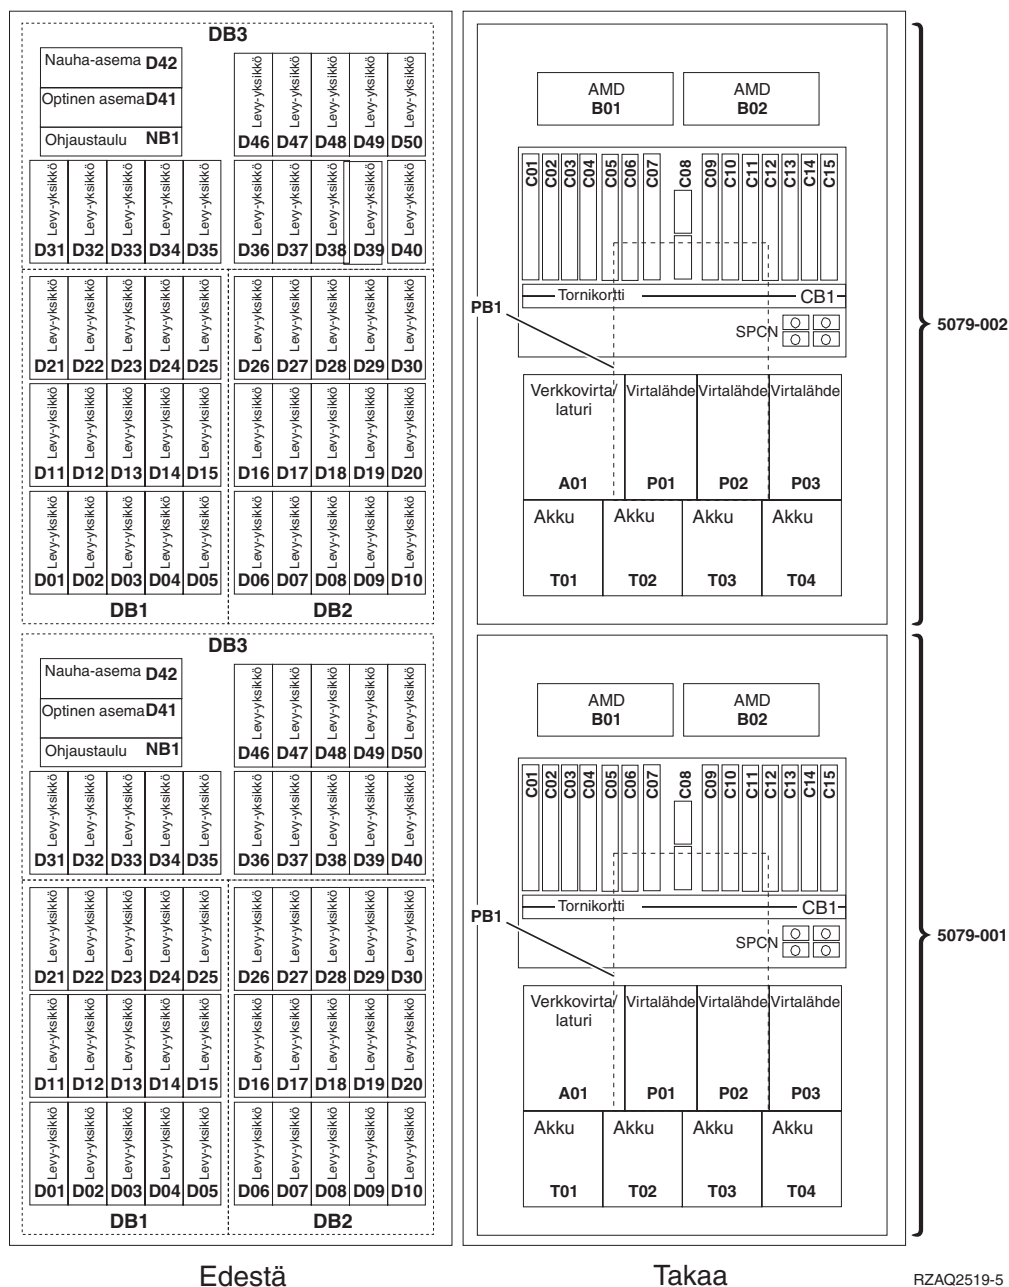 DB3
Nauha-asema D42
Optinen asema D41
Ohjaustaulu NB1
Levy-yksikkö Levy-yksikkö Levy-yksikkö Levy-yksikkö Levy-yksikkö
D46 D47 D48 D49 D50
Levy-yksikkö Levy-yksikkö Levy-yksikkö Levy-yksikkö Levy-yksikkö Levy-yksikkö Levy-yksikkö Levy-yksikkö Levy-yksikkö Levy-yksikkö
D31 D32 D33 D34 D35 D36 D37 D38 D39 D40
Levy-yksikkö Levy-yksikkö Levy-yksikkö Levy-yksikkö Levy-yksikkö Levy-yksikkö Levy-yksikkö Levy-yksikkö Levy-yksikkö Levy-yksikkö
D21 D22 D23 D24 D25 D26 D27 D28 D29 D30
Levy-yksikkö Levy-yksikkö Levy-yksikkö Levy-yksikkö Levy-yksikkö Levy-yksikkö Levy-yksikkö Levy-yksikkö Levy-yksikkö Levy-yksikkö
D11 D12 D13 D14 D15 D16 D17 D18 D19 D20
Levy-yksikkö Levy-yksikkö Levy-yksikkö Levy-yksikkö Levy-yksikkö Levy-yksikkö Levy-yksikkö Levy-yksikkö Levy-yksikkö Levy-yksikkö
D01 D02 D03 D04 D05 D06 D07 D08 D09 D10
DB1 DB2
AMD AMD
B01 B02
C01 C02 C03 C04 C05 C06 C07 C08 C09 C10 C11 C12 C13 C14 C15
Tornikortti CB1
PB1
SPCN
Verkkovirta/ Virtalähde Virtalähde Virtalähde
laturi
A01 P01 P02 P03
Akku Akku Akku Akku
T01 T02 T03 T04
5079-002
DB3
Nauha-asema D42
Optinen asema D41
Ohjaustaulu NB1
Levy-yksikkö Levy-yksikkö Levy-yksikkö Levy-yksikkö Levy-yksikkö
D46 D47 D48 D49 D50
Levy-yksikkö Levy-yksikkö Levy-yksikkö Levy-yksikkö Levy-yksikkö Levy-yksikkö Levy-yksikkö Levy-yksikkö Levy-yksikkö Levy-yksikkö
D31 D32 D33 D34 D35 D36 D37 D38 D39 D40
Levy-yksikkö Levy-yksikkö Levy-yksikkö Levy-yksikkö Levy-yksikkö Levy-yksikkö Levy-yksikkö Levy-yksikkö Levy-yksikkö Levy-yksikkö
D21 D22 D23 D24 D25 D26 D27 D28 D29 D30
Levy-yksikkö Levy-yksikkö Levy-yksikkö Levy-yksikkö Levy-yksikkö Levy-yksikkö Levy-yksikkö Levy-yksikkö Levy-yksikkö Levy-yksikkö
D11 D12 D13 D14 D15 D16 D17 D18 D19 D20
Levy-yksikkö Levy-yksikkö Levy-yksikkö Levy-yksikkö Levy-yksikkö Levy-yksikkö Levy-yksikkö Levy-yksikkö Levy-yksikkö Levy-yksikkö
D01 D02 D03 D04 D05 D06 D07 D08 D09 D10
DB1 DB2
AMD AMD
B01 B02
C01 C02 C03 C04 C05 C06 C07 C08 C09 C10 C11 C12 C13 C14 C15
Tornikortti CB1
PB1
SPCN
Verkkovirta/ Virtalähde Virtalähde Virtalähde
laturi
A01 P01 P02 P03
Akku Akku Akku Akku
T01 T02 T03 T04
5079-001
Edestä Takaa
RZAQ2519-5